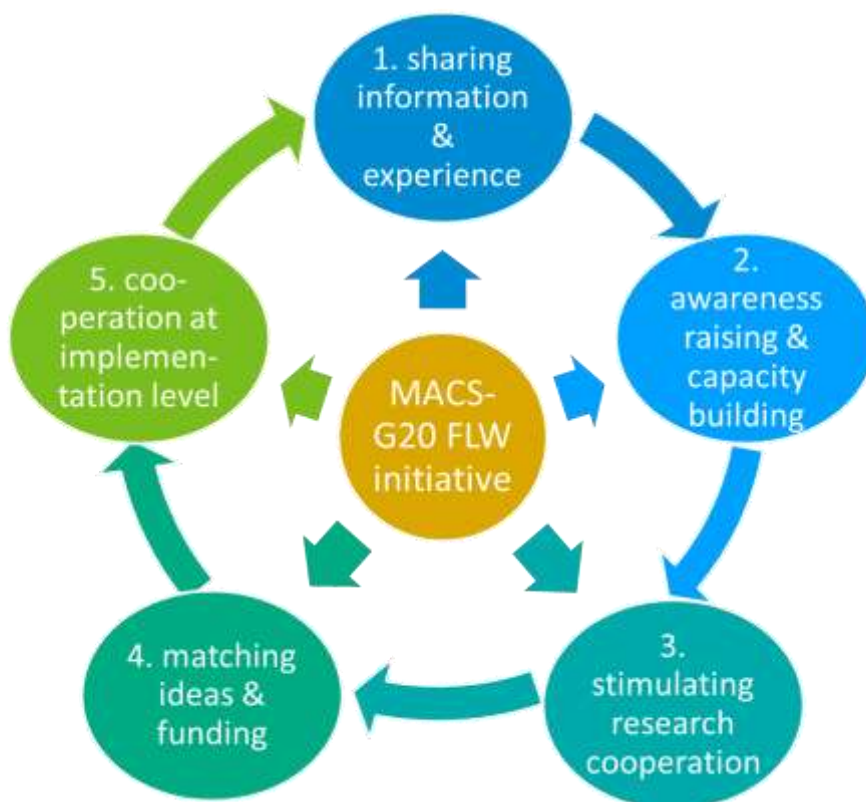 1. sharing
information
&
experience
2.
awareness
raising &
capacity
building
3.
stimulating
research
cooperation
4. matching
ideas &
funding
5. coo-
peration at
implemen-
tation level
MACS-
G20 FLW
initiative